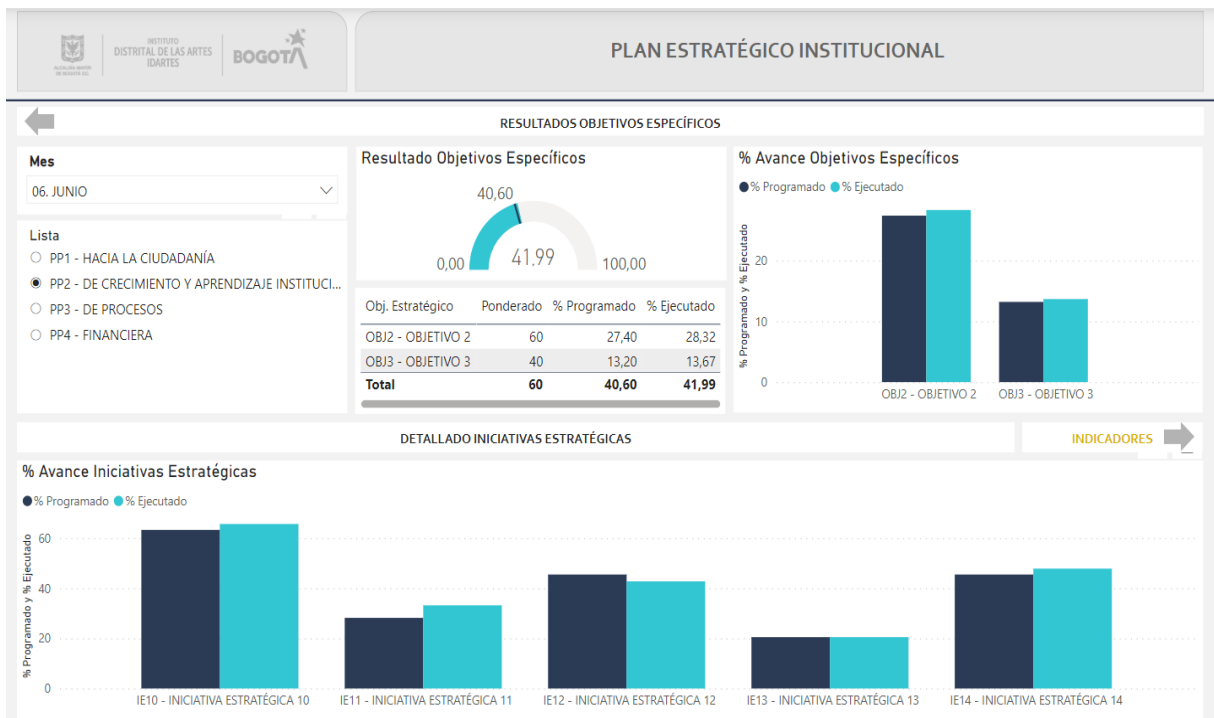 ALCALDÍA MAYOR
DE BOGOTÁ D.C.
INSTITUTO
DISTRITAL DE LAS ARTES
IDARTES
BOGOTÁ
PLAN ESTRATÉGICO INSTITUCIONAL
RESULTADOS OBJETIVOS ESPECÍFICOS
Mes
06. JUNIO
Lista
PP1 - HACIA LA CIUDADANÍA
PP2 - DE CRECIMIENTO Y APRENDIZAJE INSTITUCI...
PP3 - DE PROCESOS
PP4 - FINANCIERA
Resultado Objetivos Específicos
40,60
0,00
41,99
100,00
Obj. Estratégico Ponderado % Programado % Ejecutado
OBJ2 - OBJETIVO 2 60 27,40 28,32
OBJ3 - OBJETIVO 3 40 13,20 13,67
Total 60 40,60 41,99
% Avance Objetivos Específicos
% Programado % Ejecutado
% Programado y % Ejecutado
20
10
0
OBJ2 - OBJETIVO 2 OBJ3 - OBJETIVO 3
DETALLADO INICIATIVAS ESTRATÉGICAS
INDICADORES
% Avance Iniciativas Estratégicas
% Programado % Ejecutado
% Programado y % Ejecutado
60
40
20
0
IE10 - INICIATIVA ESTRATÉGICA 10 IE11 - INICIATIVA ESTRATÉGICA 11 IE12 - INICIATIVA ESTRATÉGICA 12 IE13 - INICIATIVA ESTRATÉGICA 13 IE14 - INICIATIVA ESTRATÉGICA 14